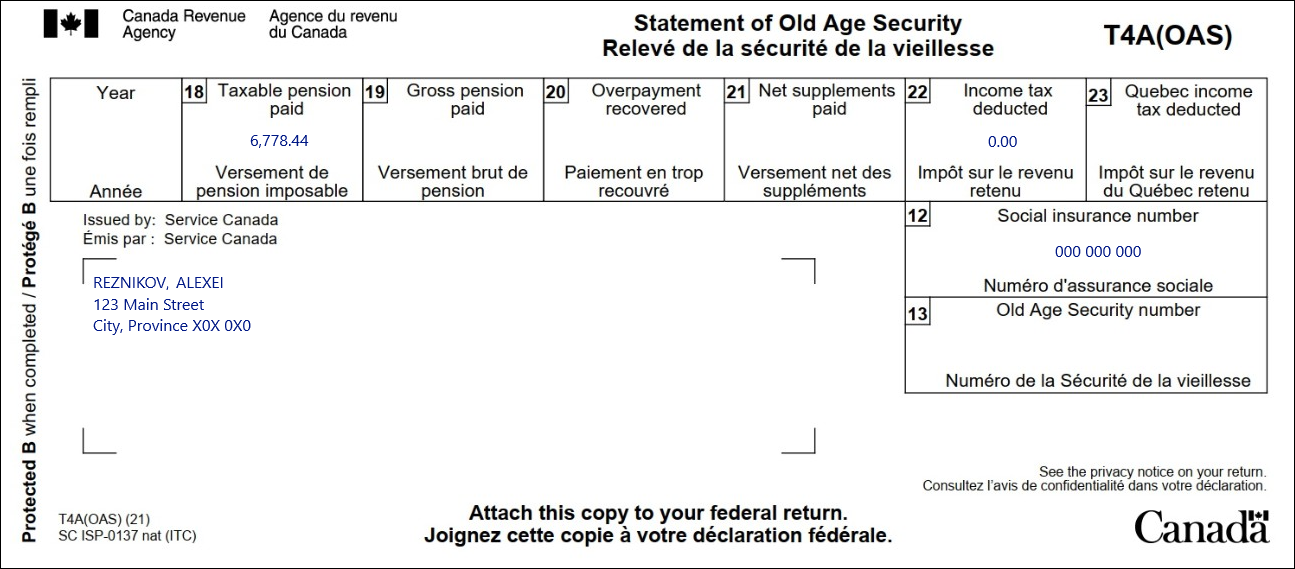 Canada Revenue Agency
Agence du revenu du Canada
Statement of Old Age Security
Relevé de la sécurité de la vieillesse
T4A(OAS)
Protected B when completed / Protégé B une fois rempli
Year
Année
18 Taxable pension paid
6,778.44
Versement de pension imposable
19 Gross pension paid
Versement brut de pension
20 Overpayment recovered
Paiement en trop recouvré
21 Net supplements paid
Versement net des suppléments
22 Income tax deducted
0.00
Impôt sur le revenu retenu
23 Quebec income tax deducted
Impôt sur le revenu du Québec retenu
Issued by: Service Canada
Émis par : Service Canada
12 Social insurance number
000 000 000
Numéro d'assurance sociale
REZNIKOV, ALEXEI
123 Main Street
City, Province X0X 0X0
13 Old Age Security number
Numéro de la Sécurité de la vieillesse
See the privacy notice on your return.
Consultez l'avis de confidentialité dans votre déclaration.
T4A(OAS) (21)
SC ISP-0137 nat (ITC)
Attach this copy to your federal return.
Joignez cette copie à votre déclaration fédérale.
Canada